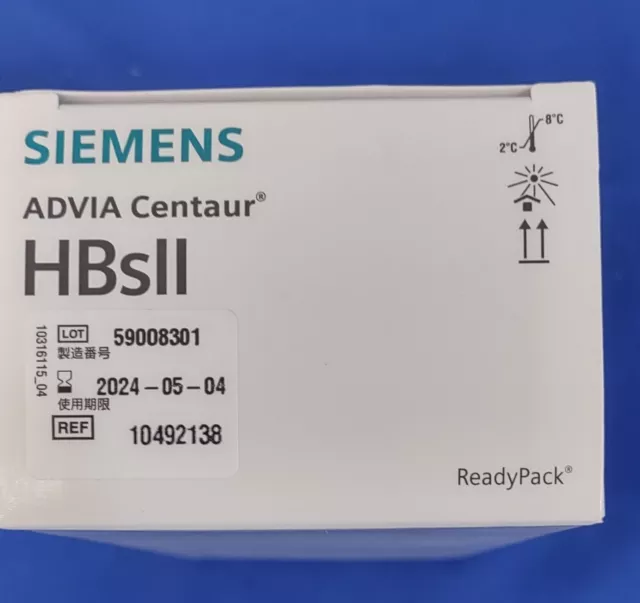 SIEMENS
ADVIA Centaur®
HBsII
8°C
2°C
10316115_04
LOT 59008301
製造番号
2024-05-04
使用期限
REF 10492138
ReadyPack®